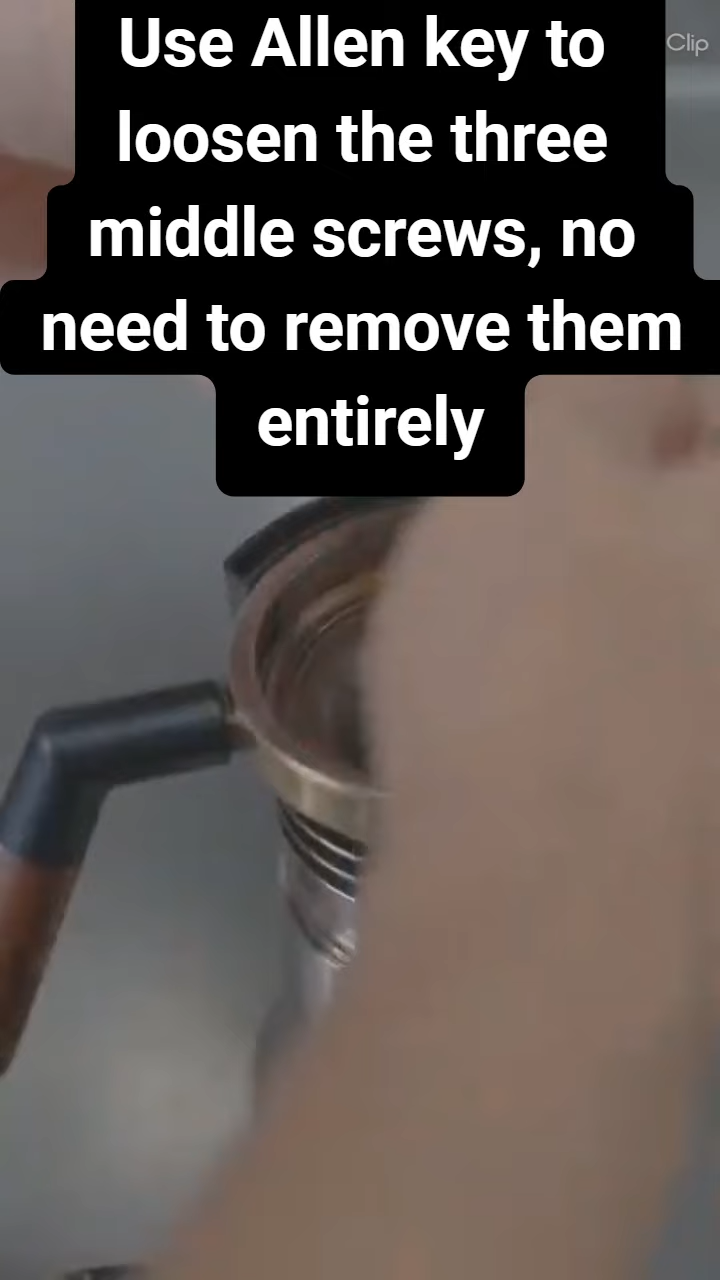 Use Allen key to
Clip
loosen the three
middle screws, no
need to remove them
entirely